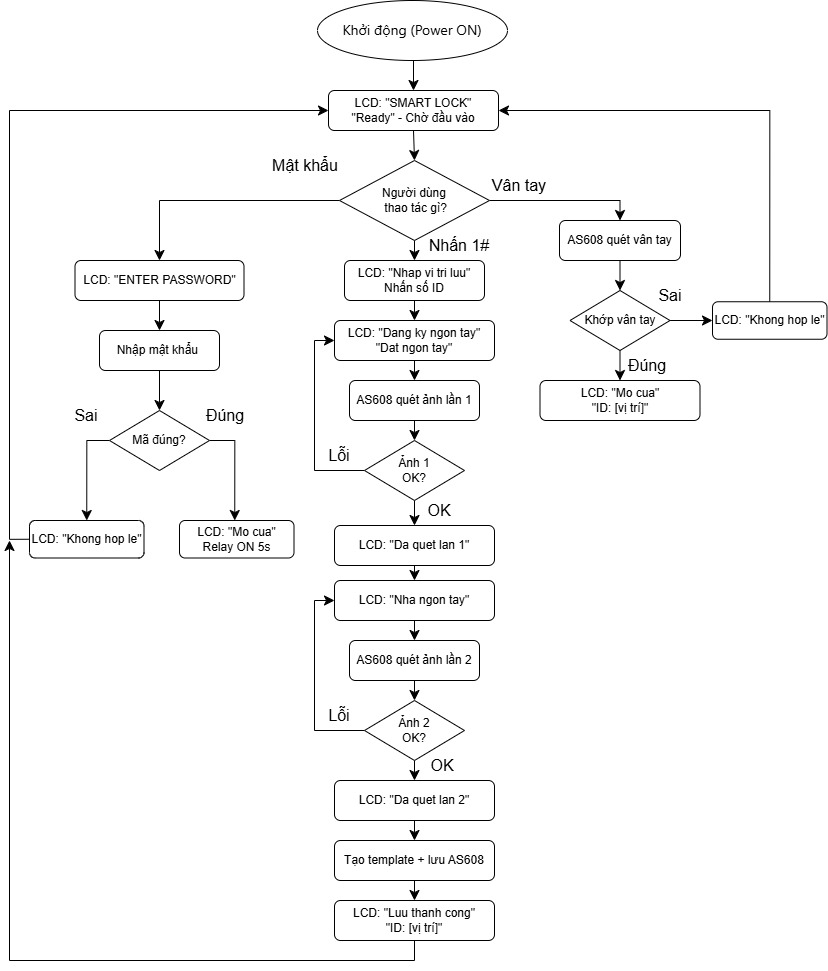 Khởi động (Power ON)
LCD: "SMART LOCK"
"Ready" - Chờ đầu vào
Mật khẩu
Người dùng
thao tác gì?
Vân tay
Nhấn 1#
LCD: "ENTER PASSWORD"
Nhập mật khẩu
Mã đúng?
Sai
Đúng
LCD: "Khong hop le"
LCD: "Mo cua"
Relay ON 5s
LCD: "Nhap vi tri luu"
Nhấn số ID
LCD: "Dang ky ngon tay"
"Dat ngon tay"
AS608 quét ảnh lần 1
Ảnh 1
OK?
Lỗi
OK
LCD: "Da quet lan 1"
LCD: "Nha ngon tay"
AS608 quét ảnh lần 2
Ảnh 2
OK?
Lỗi
OK
LCD: "Da quet lan 2"
Tạo template + lưu AS608
LCD: "Luu thanh cong"
"ID: [vị trí]"
AS608 quét vân tay
Khớp vân tay
Sai
LCD: "Khong hop le"
Đúng
LCD: "Mo cua"
"ID: [vị trí]"